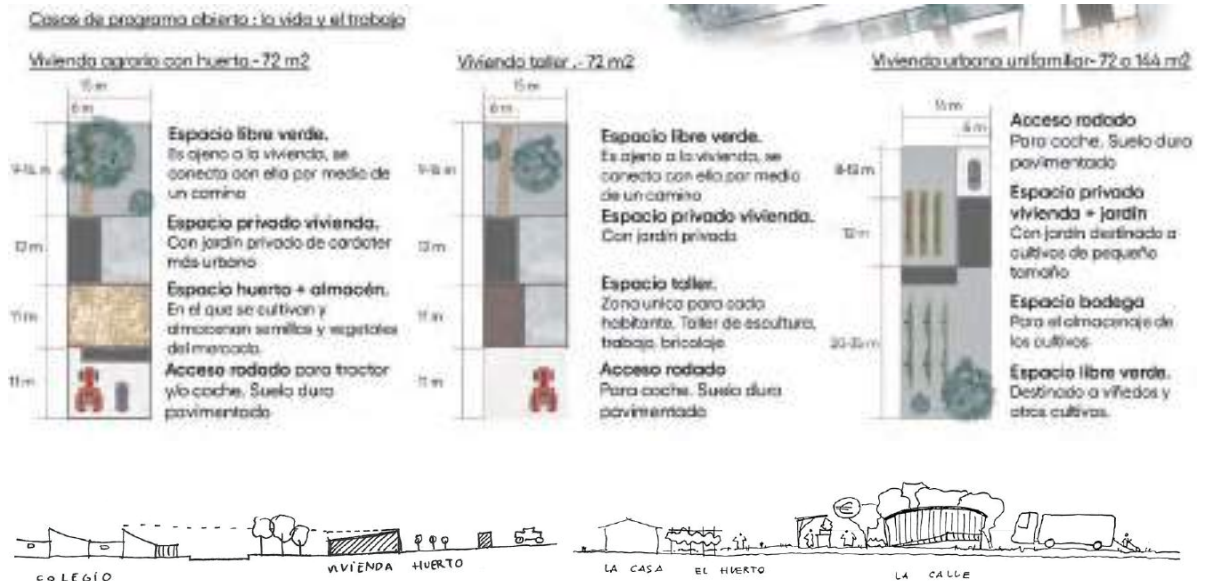 Casas de programa abierto : la vida y el trabajo
Vivienda agraria con huerta - 72 m2
15 m
6 m
12 m
11 m
11 m
Espacio libre verde.
Es ajeno a la vivienda, se
conecta con ella por medio de
un camino
Espacio privado vivienda.
Con jardín privado de carácter
más urbano
Espacio huerto + almacén.
En el que se cultivan y
almacenan semillas y vegetales
del mercado.
Acceso rodado para tractor
y/o coche. Suelo duro
pavimentado
Vivienda taller .- 72 m2
15 m
6 m
12 m
11 m
11 m
Espacio libre verde.
Es ajeno a la vivienda, se
conecta con ella por medio
de un camino
Espacio privado vivienda.
Con jardín privado
Espacio taller.
Zona unica para cada
habitante. Taller de escultura,
trabajo, bricolaje
Acceso rodado
Para coche. Suelo duro
pavimentado
Vivienda urbana unifamiliar- 72 a 144 m2
6 m
12 m
Acceso rodado
Para coche. Suelo duro
pavimentado
Espacio privado
vivienda + jardín
Con jardín destinado a
cultivos de pequeño
tamaño
Espacio bodega
Para el almacenaje de
los cultivos
Espacio libre verde.
Destinado a viñedos y
otros cultivos.
COLEGIO
VIVIENDA HUERTO
LA CASA EL HUERTO
€
LA CALLE